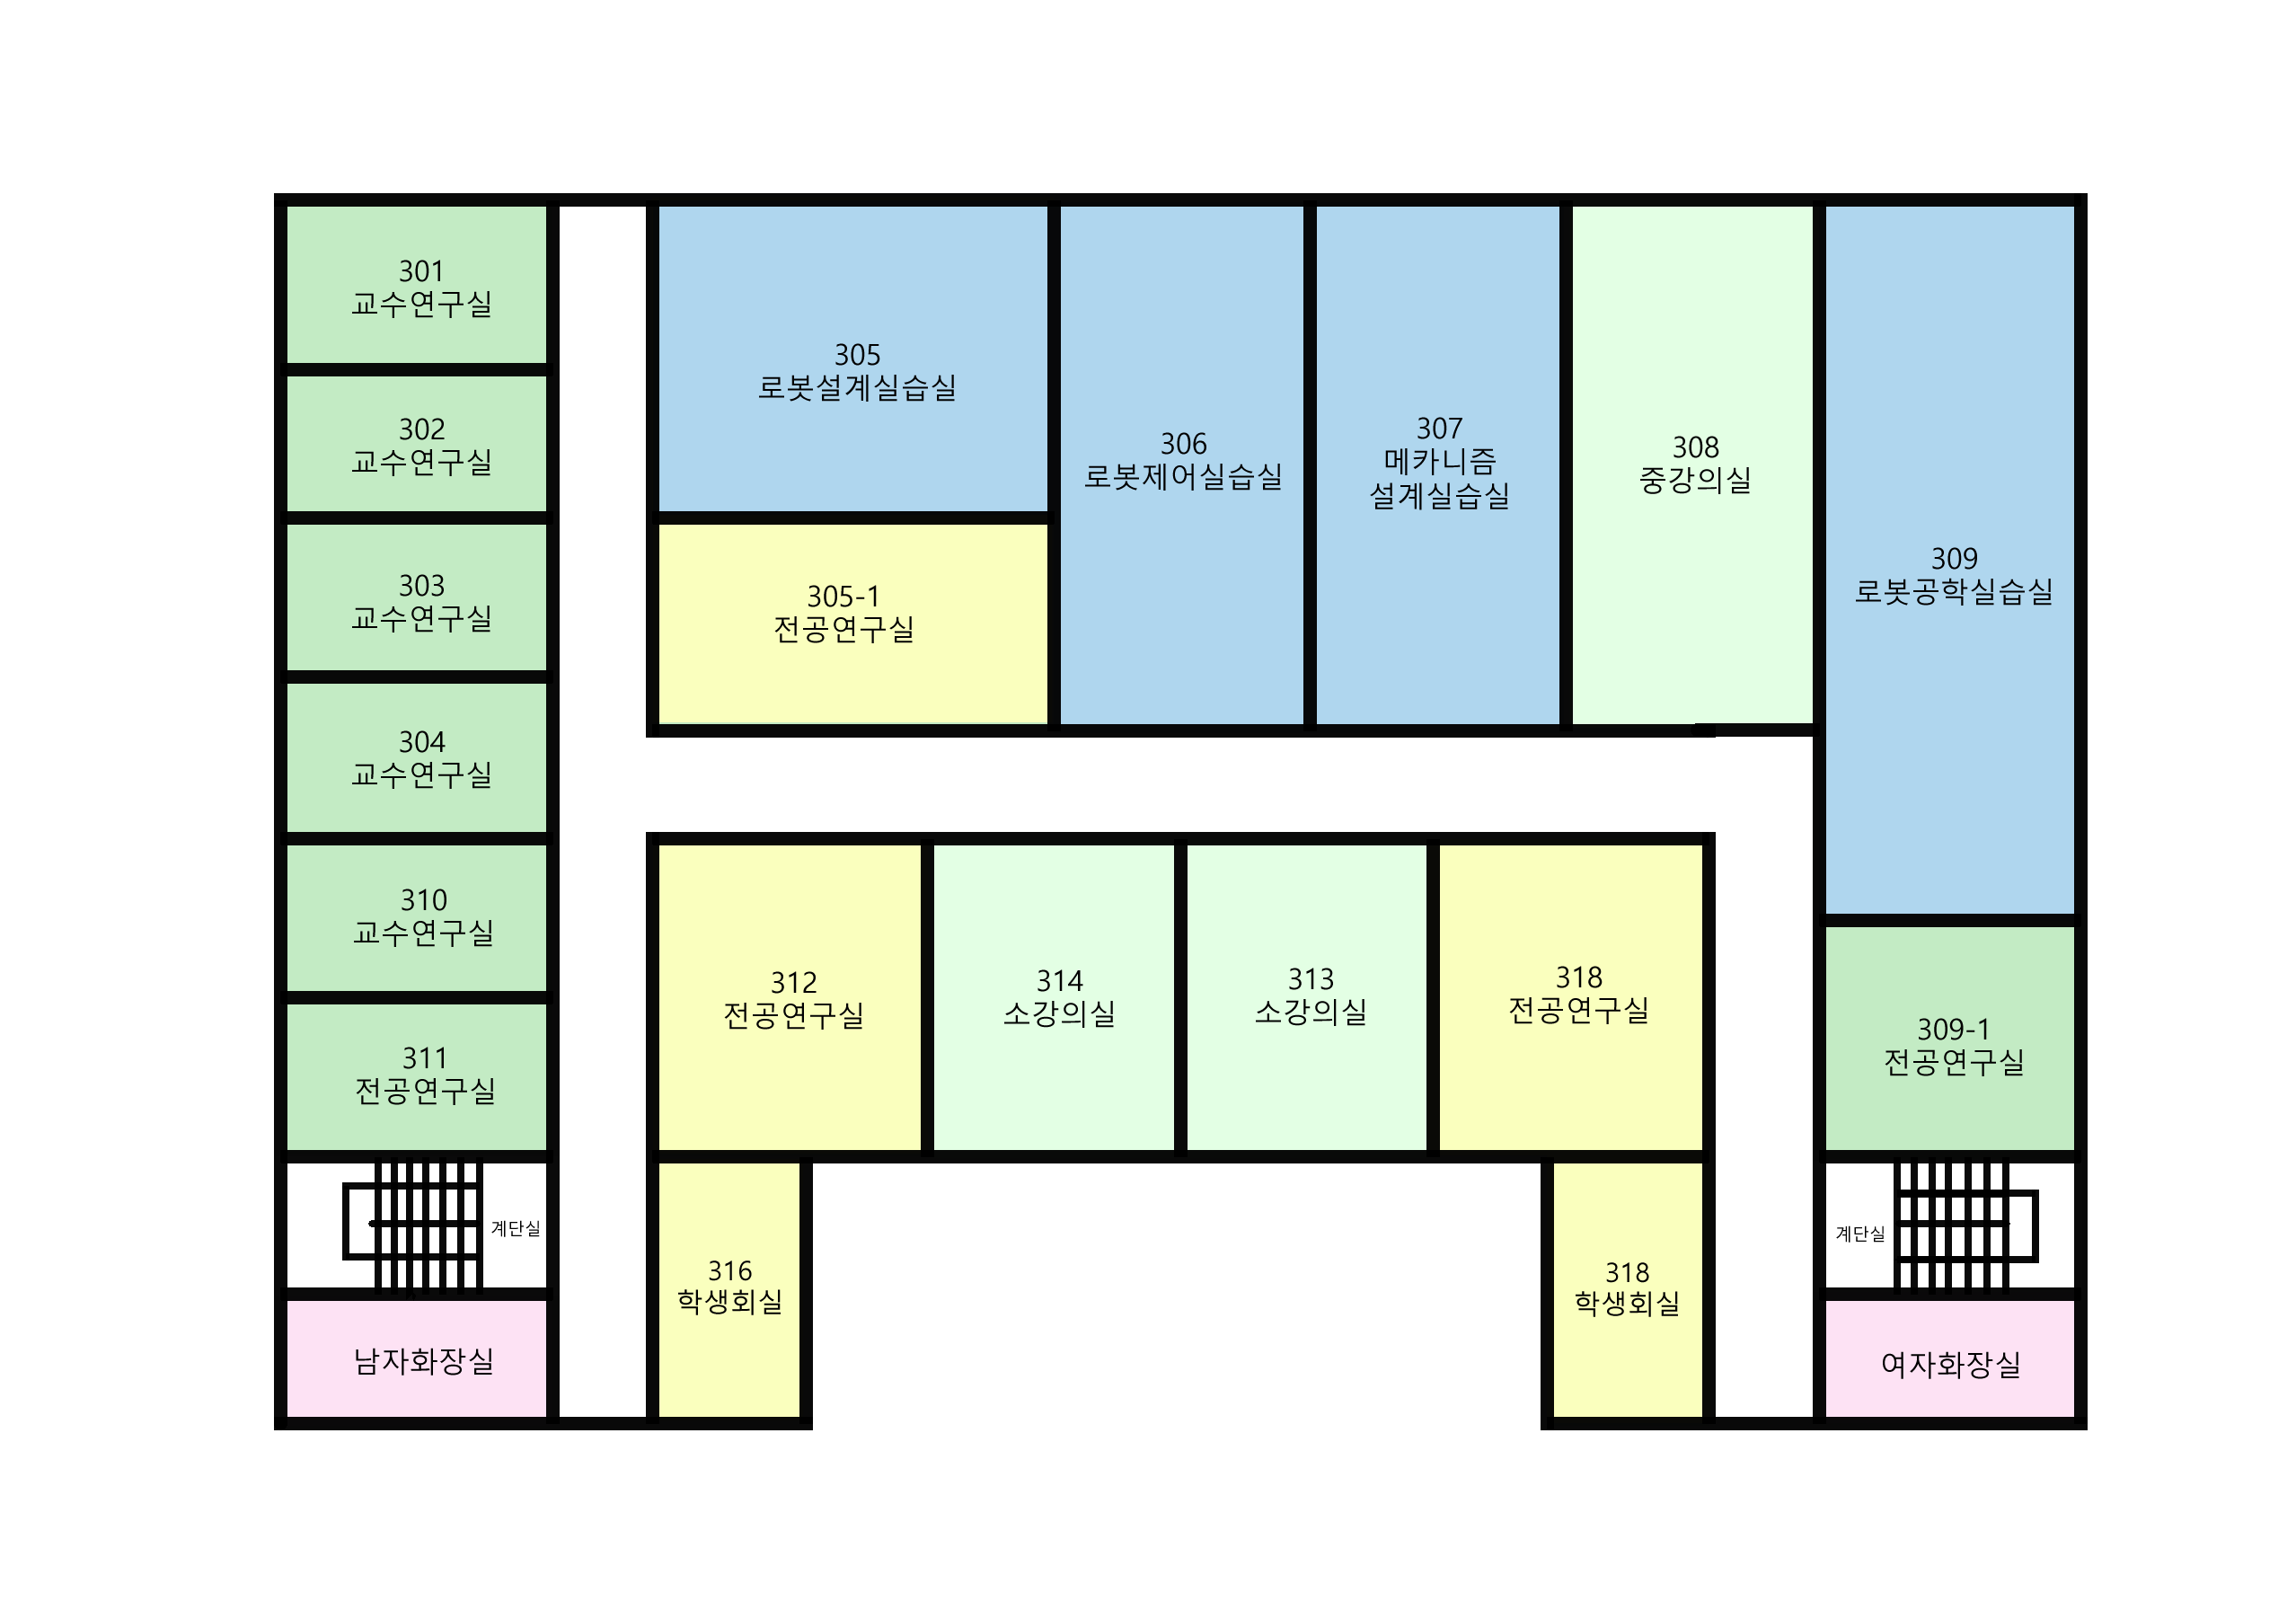 301
교수연구실
302
교수연구실
303
교수연구실
304
교수연구실
310
교수연구실
311
전공연구실
계단실
남자화장실
305
로봇설계실습실
305-1
전공연구실
306
로봇제어실습실
307
메카니즘
설계실습실
308
중강의실
309
로봇공학실습실
312
전공연구실
314
소강의실
313
소강의실
318
전공연구실
309-1
전공연구실
316
학생회실
318
학생회실
계단실
여자화장실